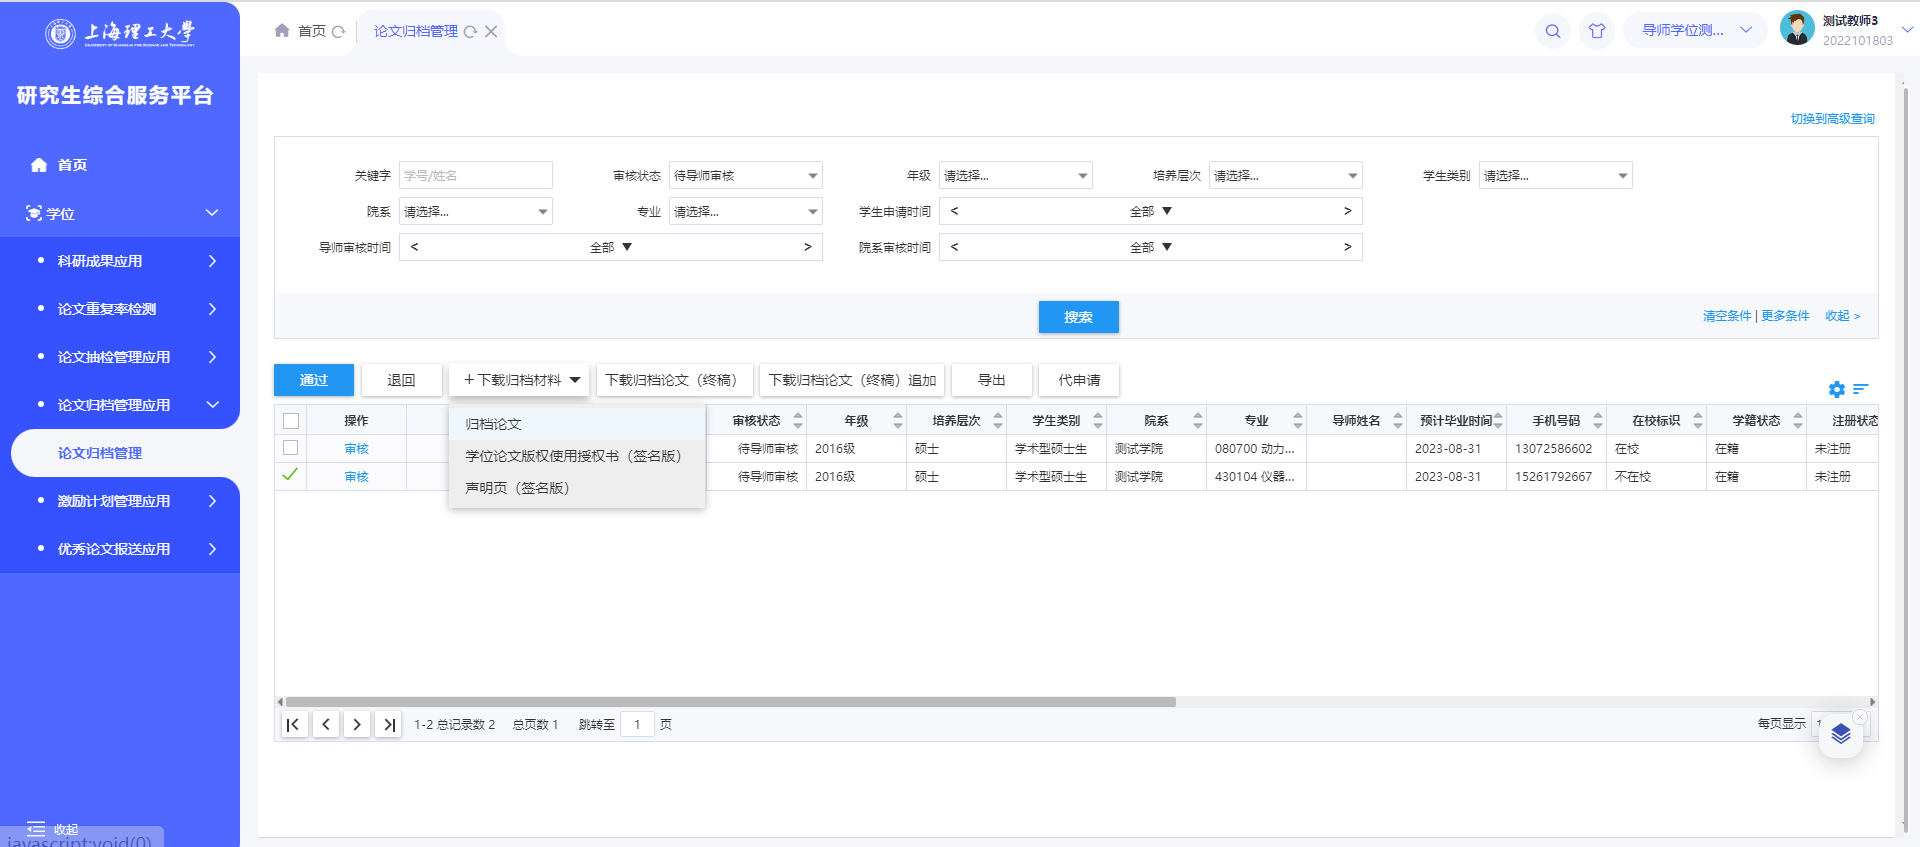 上海理工大学
UNIVERSITY OF SHANGHAI FOR SCIENCE AND TECHNOLOGY
研究生综合服务平台
首页
学位
科研成果应用
论文重复率检测
论文抽检管理应用
论文归档管理应用
论文归档管理
激励计划管理应用
优秀论文报送应用
收起
javascript:void(0)
首页 论文归档管理
导师学位测... 测试教师3
2022101803
切换到高级查询
关键字 学号/姓名 审核状态 待导师审核 年级 请选择... 培养层次 请选择... 学生类别 请选择...
院系 请选择... 专业 请选择... 学生申请时间 < 全部 ▼ >
导师审核时间 < 全部 ▼ > 院系审核时间 < 全部 ▼ >
搜索 清空条件 | 更多条件 收起 >
通过 退回 +下载归档材料 下载归档论文（终稿） 下载归档论文（终稿）追加 导出 代申请
归档论文
学位论文版权使用授权书（签名版）
声明页（签名版）
操作 审核状态 年级 培养层次 学生类别 院系 专业 导师姓名 预计毕业时间 手机号码 在校标识 学籍状态 注册状态
审核 待导师审核 2016级 硕士 学术型硕士生 测试学院 080700 动力... 2023-08-31 13072586602 在校 在籍 未注册
审核 待导师审核 2016级 硕士 学术型硕士生 测试学院 430104 仪器... 2023-08-31 15261792667 不在校 在籍 未注册
1-2 总记录数 2 总页数 1 跳转至 1 页 每页显示